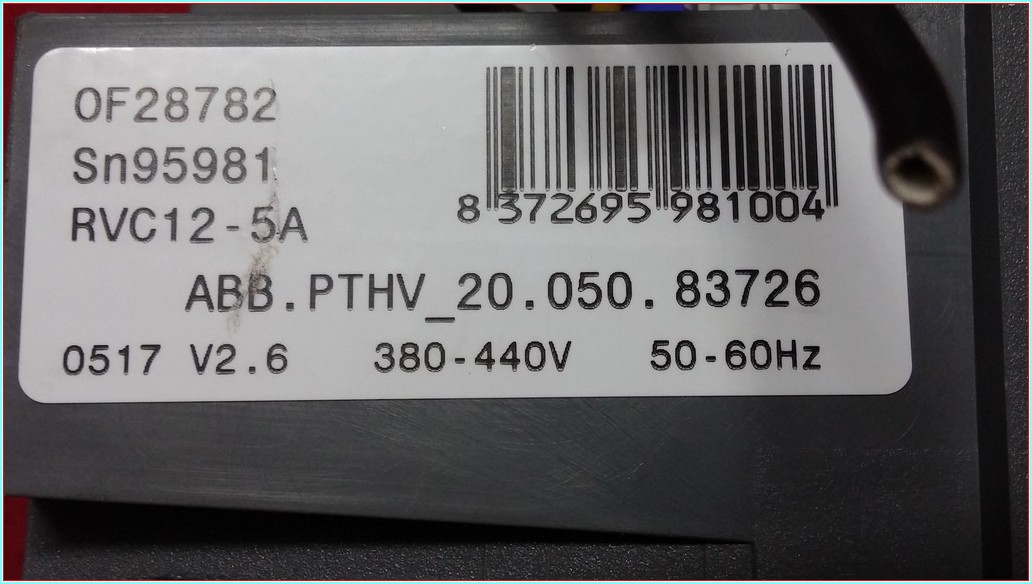 OF28782
Sn95981
RVC12-5A
8 372695 981004
ABB.PTHV_20.050.83726
0517 V2.6 380-440V 50-60Hz